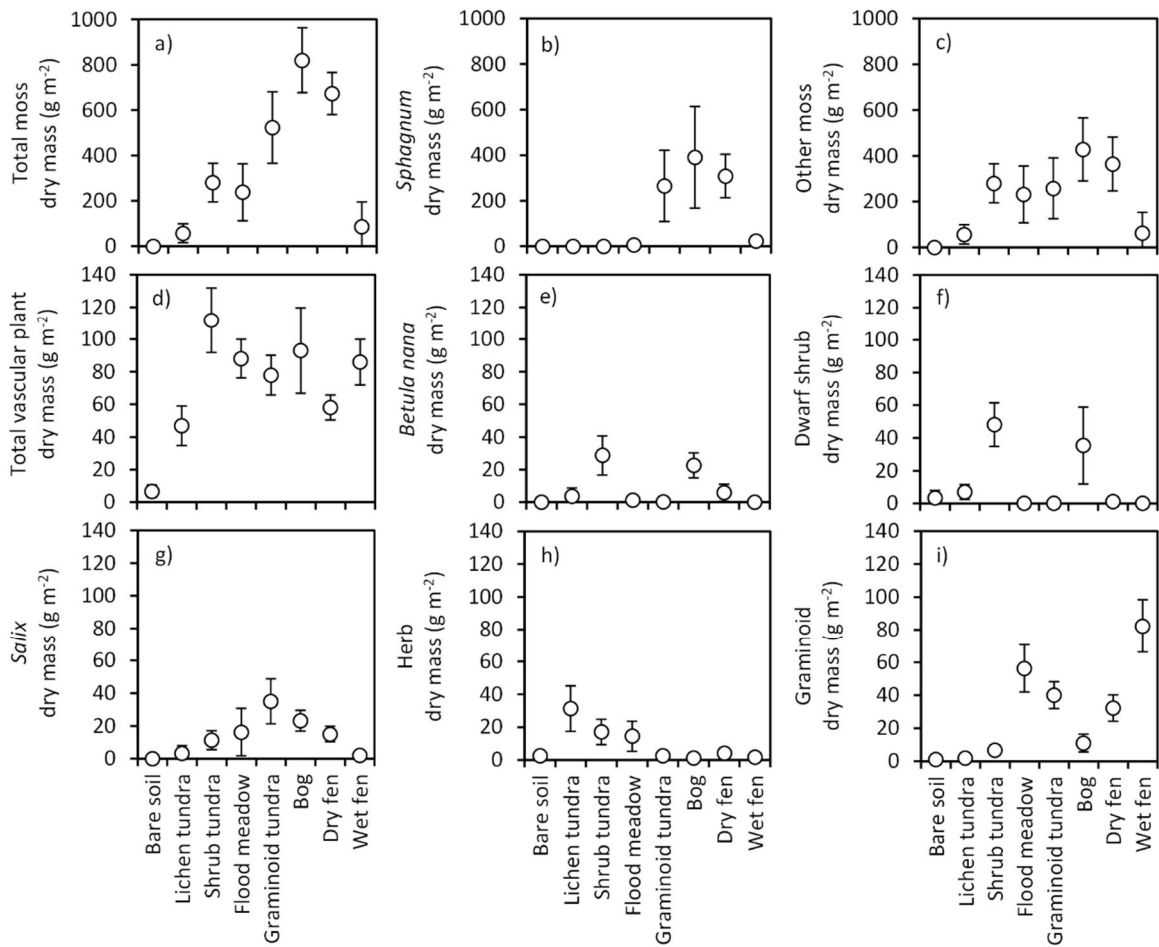 Total moss
dry mass (g m⁻²)
1000
800
600
400
200
0
a)
Sphagnum
dry mass (g m⁻²)
1000
800
600
400
200
0
b)
Other moss
dry mass (g m⁻²)
1000
800
600
400
200
0
c)
Total vascular plant
dry mass (g m⁻²)
140
120
100
80
60
40
20
0
d)
Betula nana
dry mass (g m⁻²)
140
120
100
80
60
40
20
0
e)
Dwarf shrub
dry mass (g m⁻²)
140
120
100
80
60
40
20
0
f)
Salix
dry mass (g m⁻²)
140
120
100
80
60
40
20
0
g)
Bare soil
Lichen tundra
Shrub tundra
Flood meadow
Graminoid tundra
Bog
Dry fen
Wet fen
Herb
dry mass (g m⁻²)
140
120
100
80
60
40
20
0
h)
Bare soil
Lichen tundra
Shrub tundra
Flood meadow
Graminoid tundra
Bog
Dry fen
Wet fen
Graminoid
dry mass (g m⁻²)
140
120
100
80
60
40
20
0
i)
Bare soil
Lichen tundra
Shrub tundra
Flood meadow
Graminoid tundra
Bog
Dry fen
Wet fen